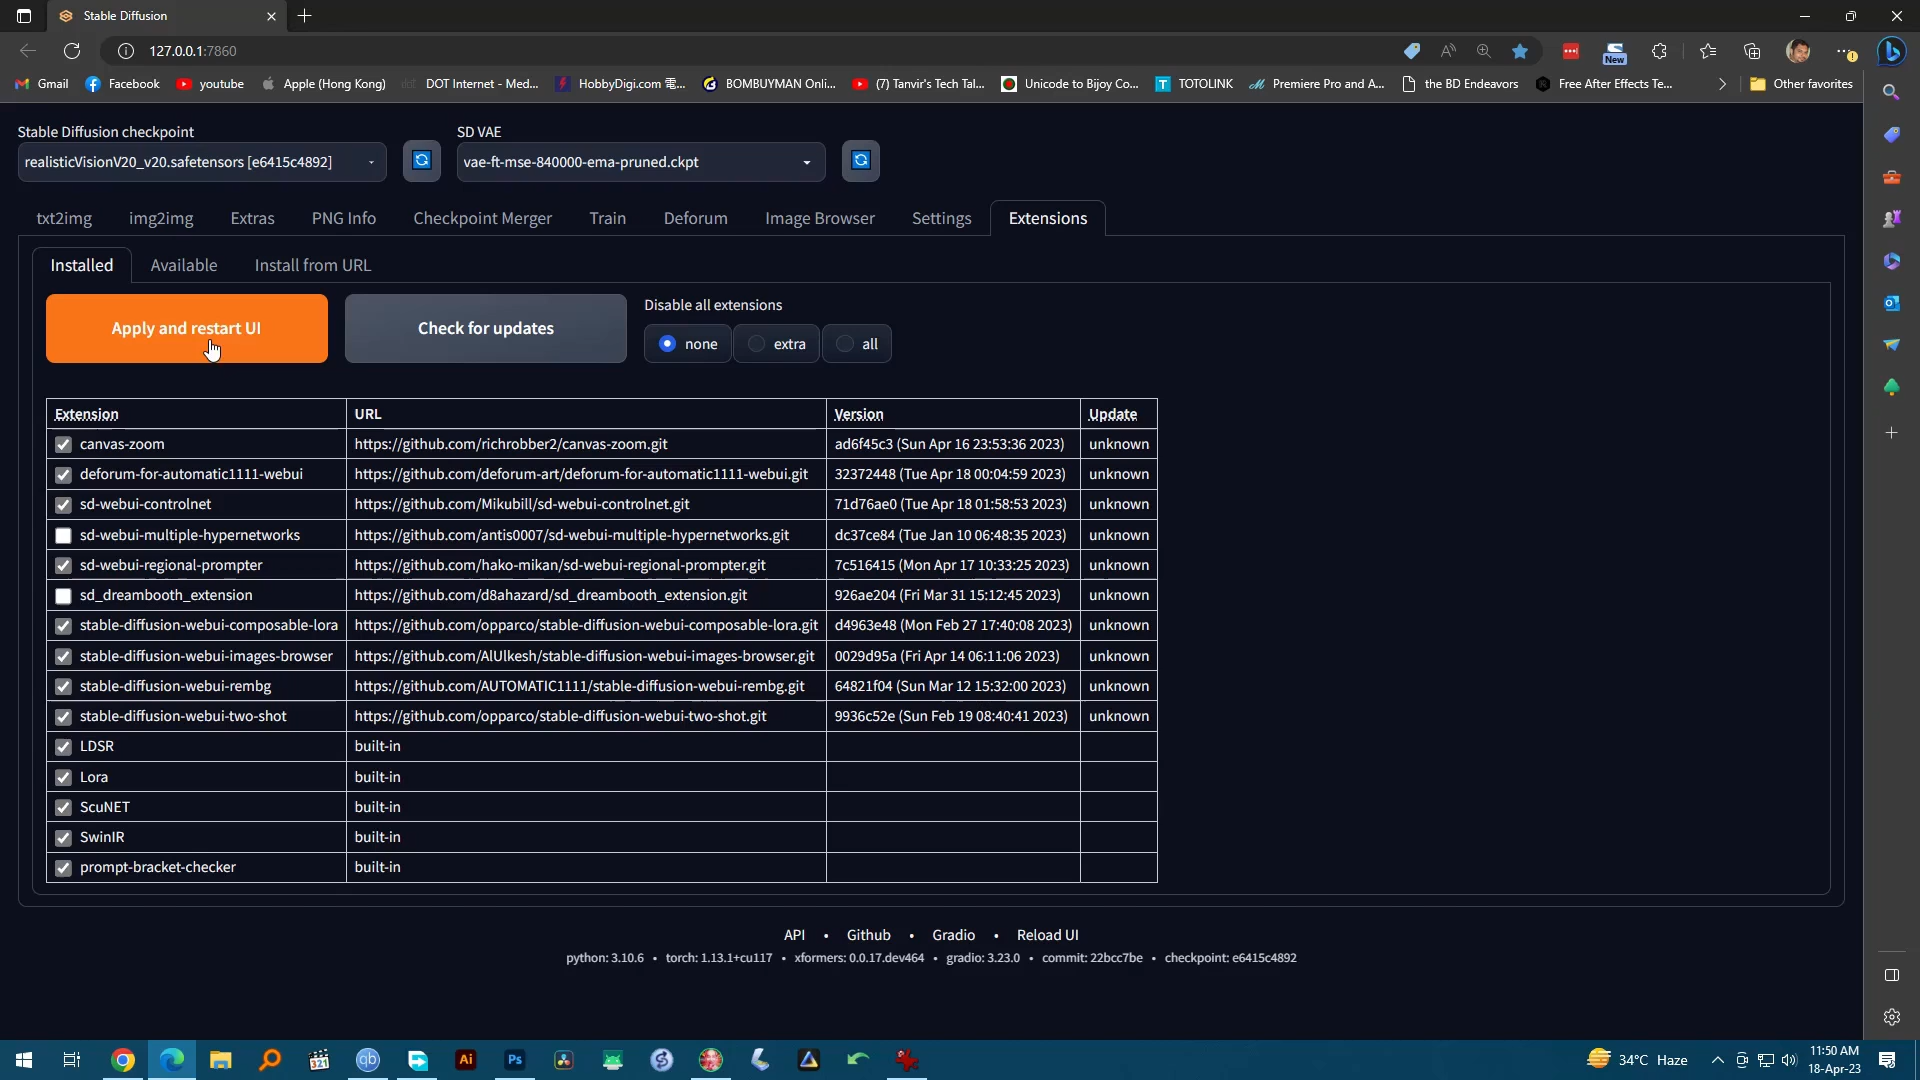 Stable Diffusion
127.0.0.1:7860
New
Gmail Facebook youtube Apple (Hong Kong) DOT Internet - Med... HobbyDigi.com 電... BOMBUYMAN Onli... (7) Tanvir's Tech Tal... Unicode to Bijoy Co... TOTOLINK Premiere Pro and A... the BD Endeavors Free After Effects Te... Other favorites
Stable Diffusion checkpoint SD VAE
realisticVisionV20_v20.safetensors [e6415c4892] vae-ft-mse-840000-ema-pruned.ckpt
txt2img img2img Extras PNG Info Checkpoint Merger Train Deforum Image Browser Settings Extensions
Installed Available Install from URL
Disable all extensions
Apply and restart UI Check for updates
none extra all
Extension URL Version Update
canvas-zoom https://github.com/richrobber2/canvas-zoom.git ad6f45c3 (Sun Apr 16 23:53:36 2023) unknown
deforum-for-automatic1111-webui https://github.com/deforum-art/deforum-for-automatic1111-webui.git 32372448 (Tue Apr 18 00:04:59 2023) unknown
sd-webui-controlnet https://github.com/Mikubill/sd-webui-controlnet.git 71d76ae0 (Tue Apr 18 01:58:53 2023) unknown
sd-webui-multiple-hypernetworks https://github.com/antis0007/sd-webui-multiple-hypernetworks.git dc37ce84 (Tue Jan 10 06:48:35 2023) unknown
sd-webui-regional-prompter https://github.com/hako-mikan/sd-webui-regional-prompter.git 7c516415 (Mon Apr 17 10:33:25 2023) unknown
sd_dreambooth_extension https://github.com/d8ahazard/sd_dreambooth_extension.git 926ae204 (Fri Mar 31 15:12:45 2023) unknown
stable-diffusion-webui-composable-lora https://github.com/opparco/stable-diffusion-webui-composable-lora.git d4963e48 (Mon Feb 27 17:40:08 2023) unknown
stable-diffusion-webui-images-browser https://github.com/AlUlkesh/stable-diffusion-webui-images-browser.git 0029d95a (Fri Apr 14 06:11:06 2023) unknown
stable-diffusion-webui-rembg https://github.com/AUTOMATIC1111/stable-diffusion-webui-rembg.git 64821f04 (Sun Mar 12 15:32:00 2023) unknown
stable-diffusion-webui-two-shot https://github.com/opparco/stable-diffusion-webui-two-shot.git 9936c52e (Sun Feb 19 08:40:41 2023) unknown
LDSR built-in
Lora built-in
ScuNET built-in
SwinIR built-in
prompt-bracket-checker built-in
API • Github • Gradio • Reload UI
python: 3.10.6 • torch: 1.13.1+cu117 • xformers: 0.0.17.dev464 • gradio: 3.23.0 • commit: 22bcc7be • checkpoint: e6415c4892
321 qb Ai Ps 34°C Haze 11:50 AM
18-Apr-23